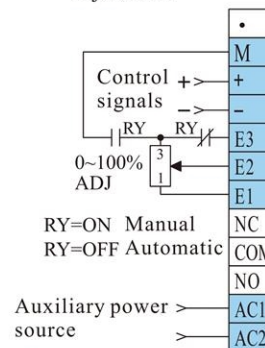 M
Control + +
signals - -
RY RY E3
0~100% 3 E2
ADJ 1 E1
RY=ON Manual NC
RY=OFF Automatic COM
NO
Auxiliary power AC1
source AC2